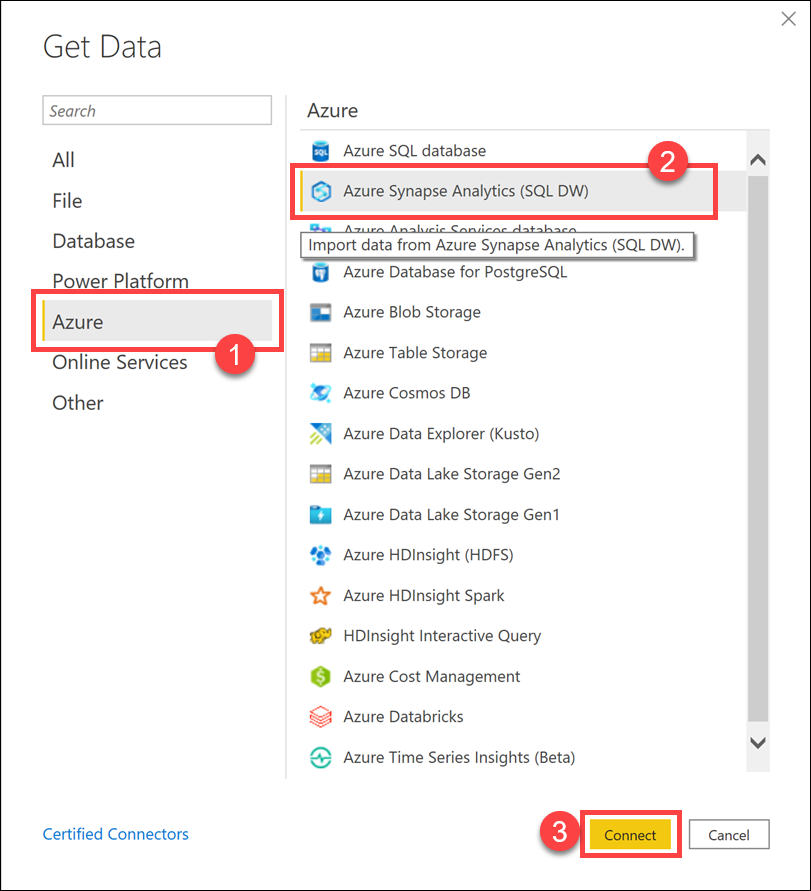 Get Data
Search
All
File
Database
Power Platform
Azure
1
Online Services
Other
Azure
Azure SQL database
2
Azure Synapse Analytics (SQL DW)
Azure Analysis Services database
Import data from Azure Synapse Analytics (SQL DW).
Azure Database for PostgreSQL
Azure Blob Storage
Azure Table Storage
Azure Cosmos DB
Azure Data Explorer (Kusto)
Azure Data Lake Storage Gen2
Azure Data Lake Storage Gen1
Azure HDInsight (HDFS)
Azure HDInsight Spark
HDInsight Interactive Query
Azure Cost Management
Azure Databricks
Azure Time Series Insights (Beta)
Certified Connectors
3
Connect
Cancel